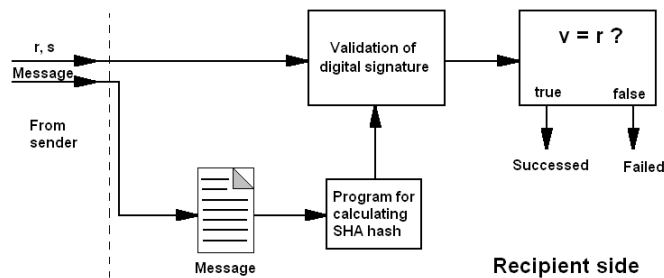 r, s
Message
From
sender
Validation of
digital signature
v = r ?
true
false
Successed
Failed
Message
Program for
calculating
SHA hash
Recipient side